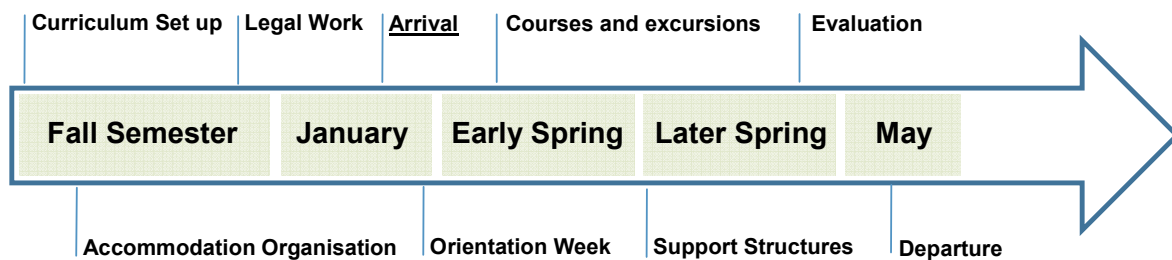 Curriculum Set up Legal Work Arrival Courses and excursions Evaluation
Fall Semester January Early Spring Later Spring May
Accommodation Organisation Orientation Week Support Structures Departure